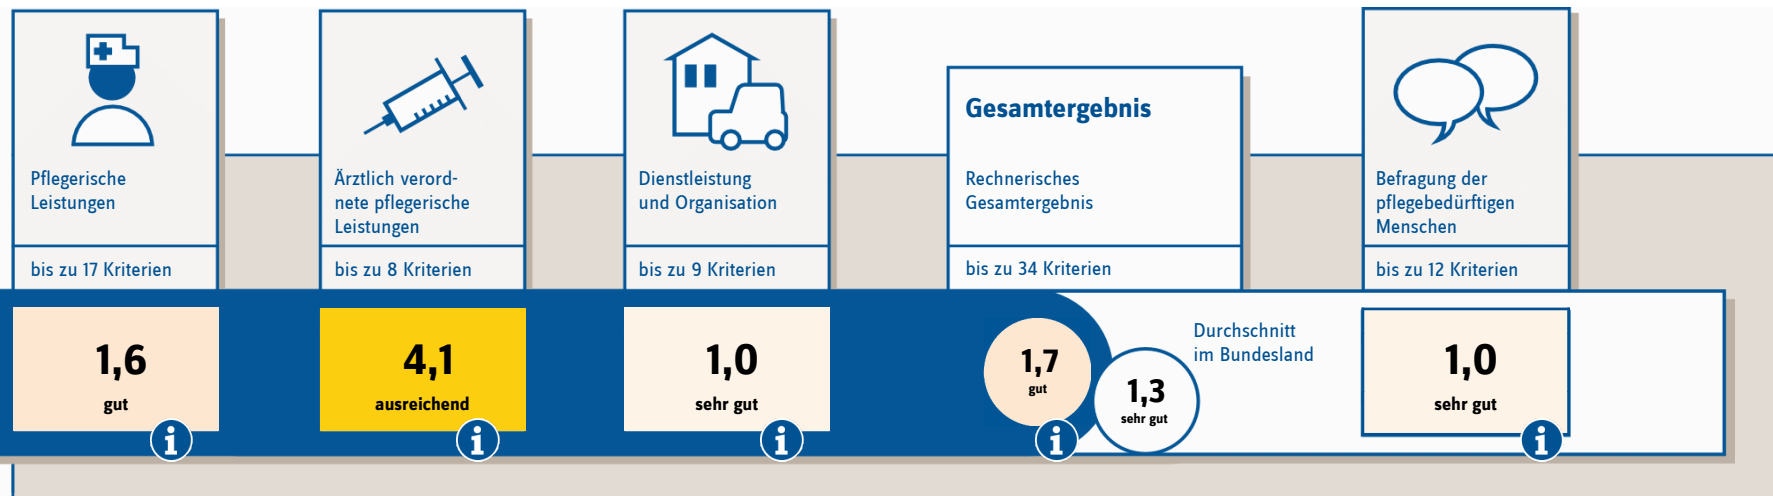 Pflegerische
Leistungen
bis zu 17 Kriterien
1,6
gut
i
Ärztlich verord-
nete pflegerische
Leistungen
bis zu 8 Kriterien
4,1
ausreichend
i
Dienstleistung
und Organisation
bis zu 9 Kriterien
1,0
sehr gut
i
Gesamtergebnis
Rechnerisches
Gesamtergebnis
bis zu 34 Kriterien
1,7
gut
i
Durchschnitt
im Bundesland
1,3
sehr gut
Befragung der
pflegebedürftigen
Menschen
bis zu 12 Kriterien
1,0
sehr gut
i